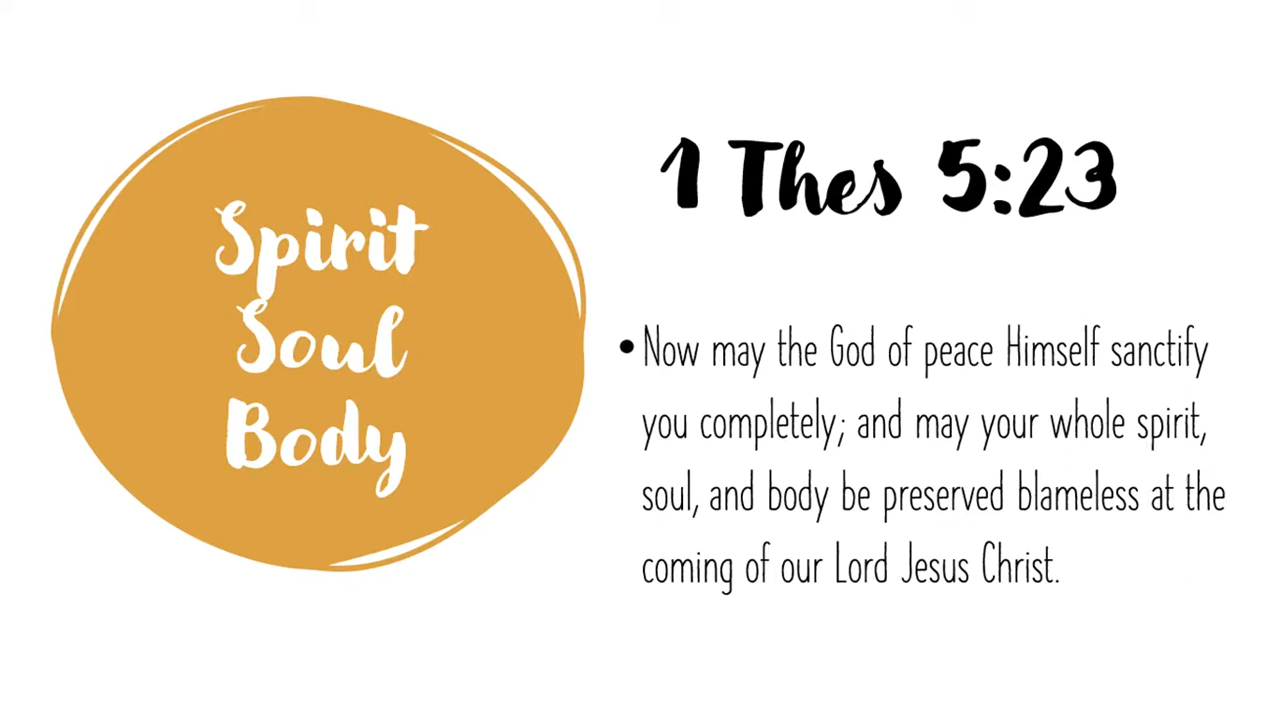 Spirit
Soul
Body
1 Thes 5:23
• Now may the God of peace Himself sanctify
you completely; and may your whole spirit,
soul, and body be preserved blameless at the
coming of our Lord Jesus Christ.